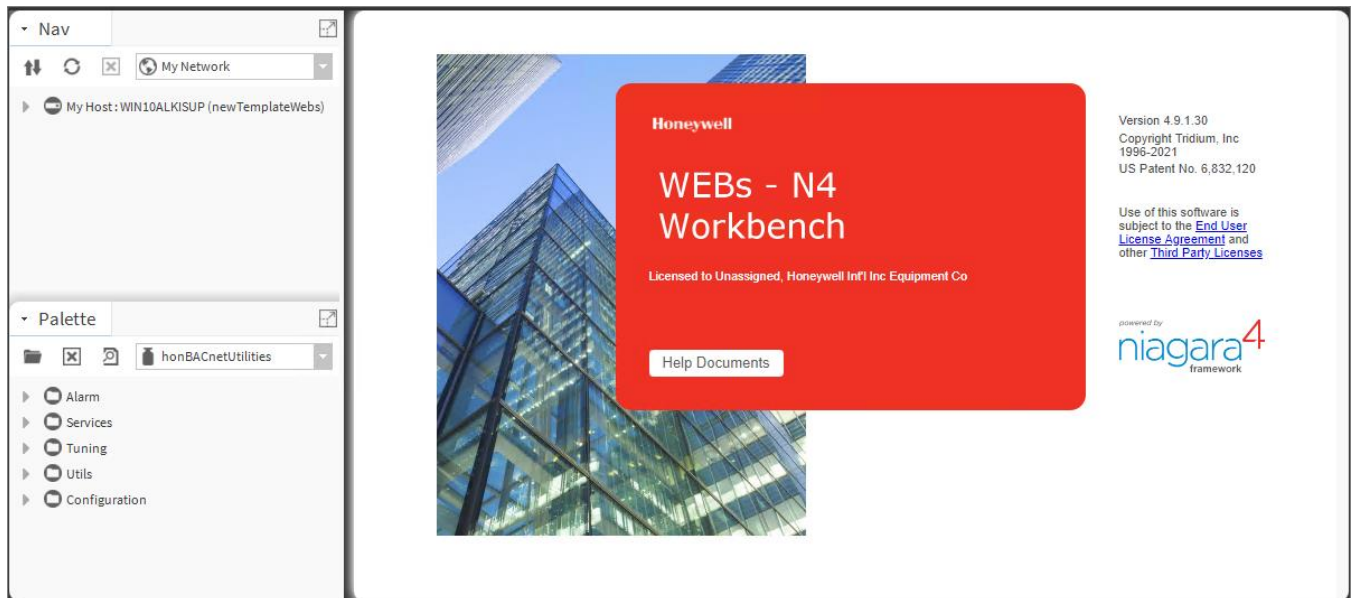 Nav
My Network
My Host : WIN10ALKISUP (newTemplateWebs)
Palette
honBACnetUtilities
Alarm
Services
Tuning
Utils
Configuration
Honeywell
WEBs - N4
Workbench
Licensed to Unassigned, Honeywell Int'l Inc Equipment Co
Help Documents
Version 4.9.1.30
Copyright Tridium, Inc
1996-2021
US Patent No. 6,832,120
Use of this software is
subject to the End User
License Agreement and
other Third Party Licenses
powered by
niagara4
framework